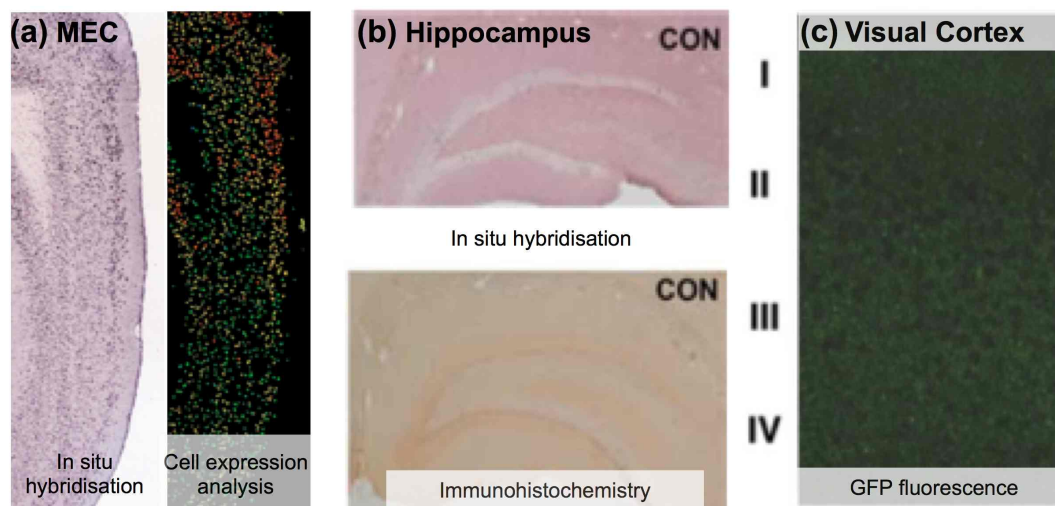 (a) MEC
In situ
hybridisation
Cell expression
analysis
(b) Hippocampus
CON
In situ hybridisation
CON
Immunohistochemistry
I
II
III
IV
(c) Visual Cortex
GFP fluorescence